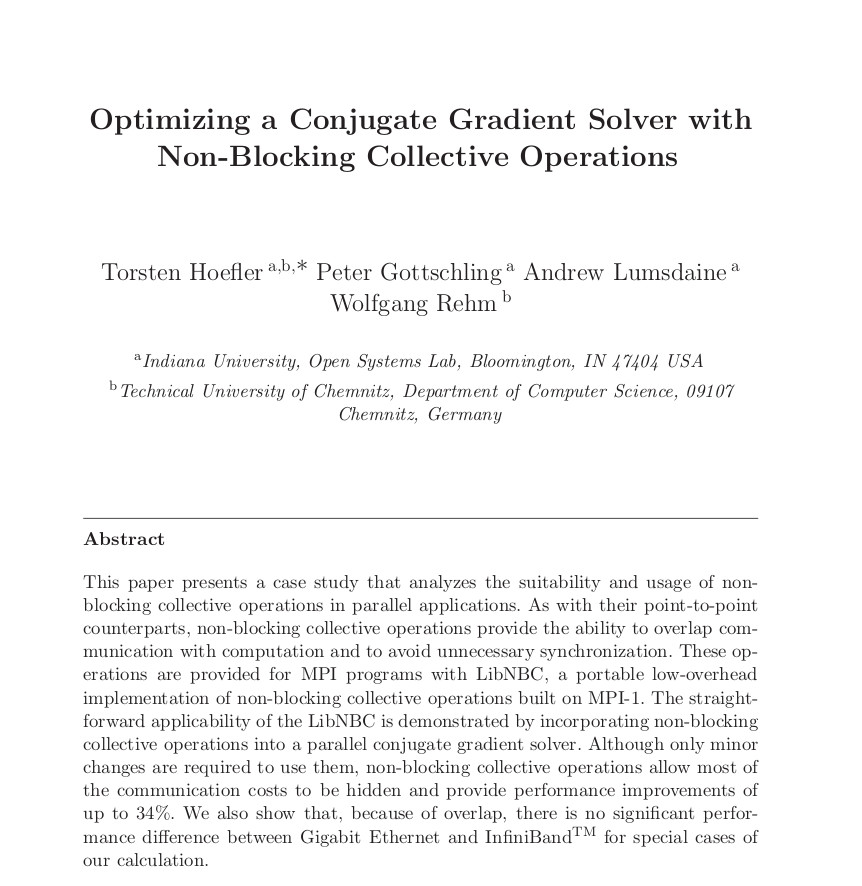 Optimizing a Conjugate Gradient Solver with
Non-Blocking Collective Operations
Torsten Hoefler a,b,* Peter Gottschling a Andrew Lumsdaine a
Wolfgang Rehm b
a Indiana University, Open Systems Lab, Bloomington, IN 47404 USA
b Technical University of Chemnitz, Department of Computer Science, 09107
Chemnitz, Germany
Abstract
This paper presents a case study that analyzes the suitability and usage of non-
blocking collective operations in parallel applications. As with their point-to-point
counterparts, non-blocking collective operations provide the ability to overlap com-
munication with computation and to avoid unnecessary synchronization. These op-
erations are provided for MPI programs with LibNBC, a portable low-overhead
implementation of non-blocking collective operations built on MPI-1. The straight-
forward applicability of the LibNBC is demonstrated by incorporating non-blocking
collective operations into a parallel conjugate gradient solver. Although only minor
changes are required to use them, non-blocking collective operations allow most of
the communication costs to be hidden and provide performance improvements of
up to 34%. We also show that, because of overlap, there is no significant perfor-
mance difference between Gigabit Ethernet and InfiniBand™ for special cases of
our calculation.